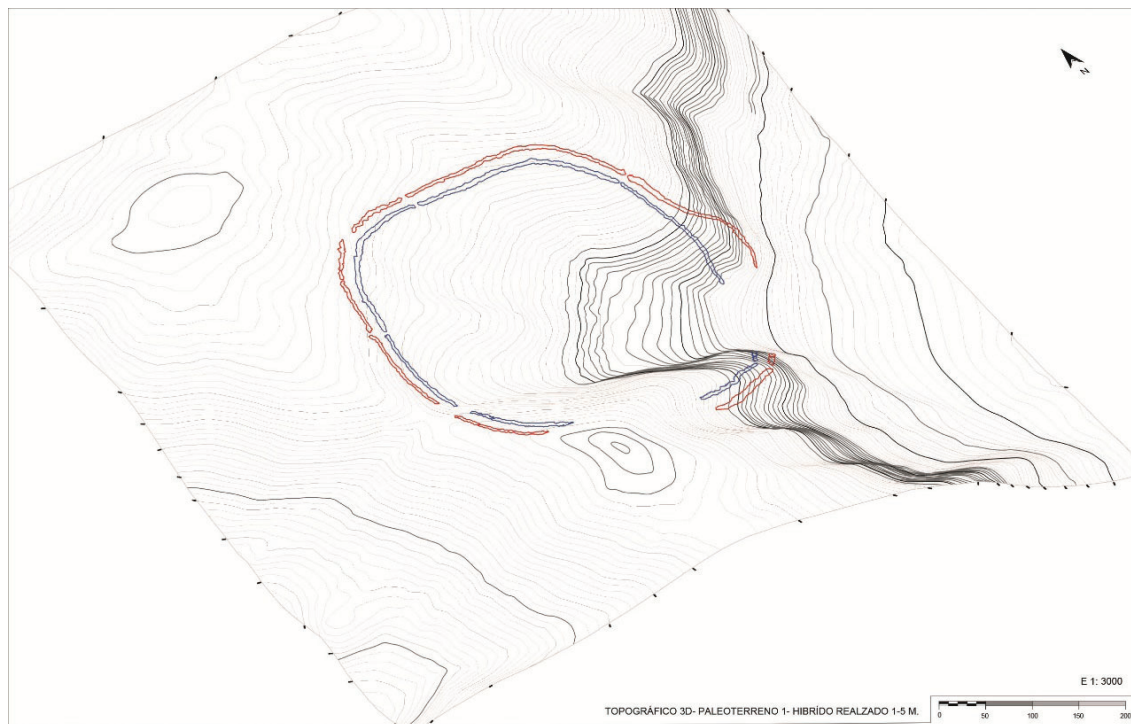 N
E 1: 3000
TOPOGRÁFICO 3D- PALEOTERRENO 1- HIBRÍDO REALZADO 1-5 M.
0 50 100 150 200